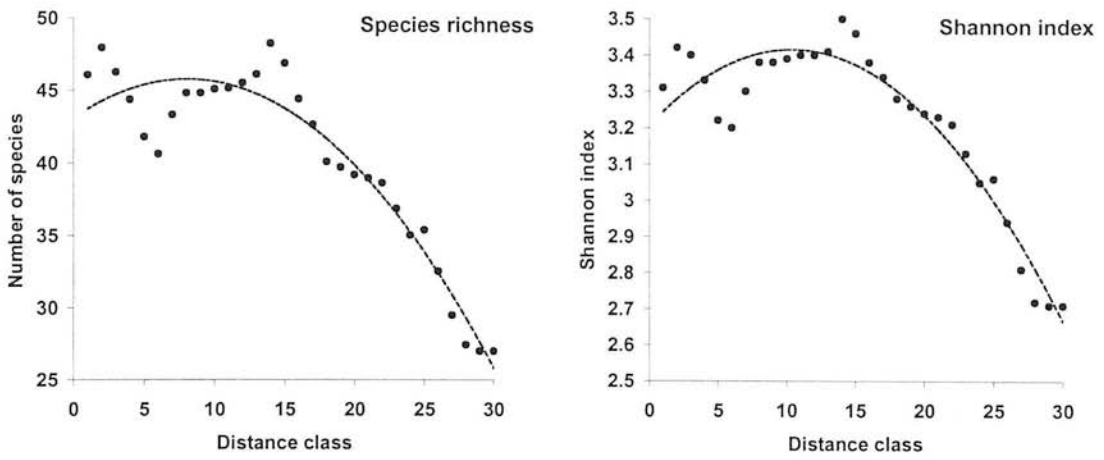 Species richness
50
45
40
35
30
25
Number of species
0 5 10 15 20 25 30
Distance class
Shannon index
3.5
3.4
3.3
3.2
3.1
3
2.9
2.8
2.7
2.6
2.5
Shannon index
0 5 10 15 20 25 30
Distance class